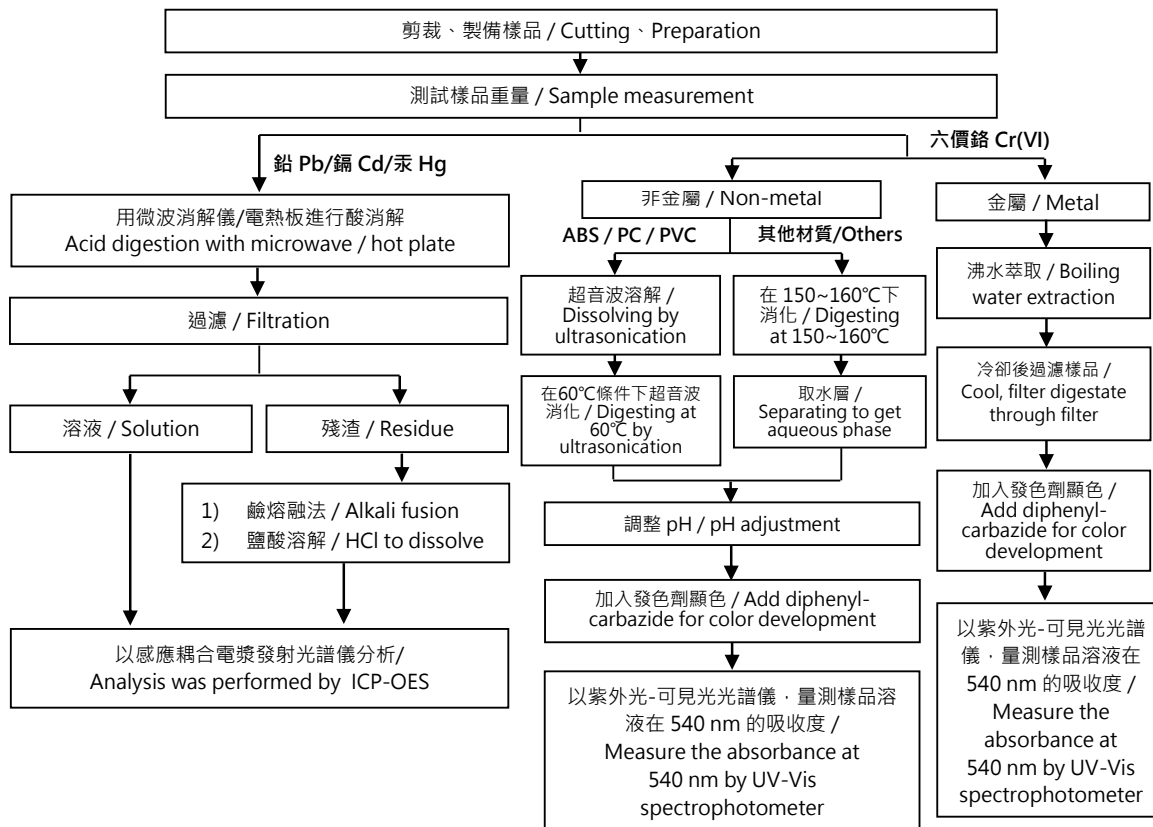 剪裁、製備樣品 / Cutting、Preparation
測試樣品重量 / Sample measurement
鉛 Pb/鎘 Cd/汞 Hg
六價鉻 Cr(VI)
用微波消解儀/電熱板進行酸消解
Acid digestion with microwave / hot plate
過濾 / Filtration
溶液 / Solution
殘渣 / Residue
1) 鹼熔融法 / Alkali fusion
2) 鹽酸溶解 / HCl to dissolve
以感應耦合電漿發射光譜儀分析/
Analysis was performed by ICP-OES
非金屬 / Non-metal
ABS / PC / PVC
其他材質/Others
超音波溶解 /
Dissolving by
ultrasonication
在60℃條件下超音波
消化 / Digesting at
60℃ by
ultrasonication
在 150~160℃下
消化 / Digesting
at 150~160℃
取水層 /
Separating to get
aqueous phase
調整 pH / pH adjustment
加入發色劑顯色 / Add diphenyl-
carbazide for color development
以紫外光-可見光光譜儀，量測樣品溶
液在 540 nm 的吸收度 /
Measure the absorbance at
540 nm by UV-Vis
spectrophotometer
金屬 / Metal
沸水萃取 / Boiling
water extraction
冷卻後過濾樣品 /
Cool, filter digestate
through filter
加入發色劑顯色 /
Add diphenyl-
carbazide for color
development
以紫外光-可見光光譜
儀，量測樣品溶液在
540 nm 的吸收度 /
Measure the
absorbance at
540 nm by UV-Vis
spectrophotometer